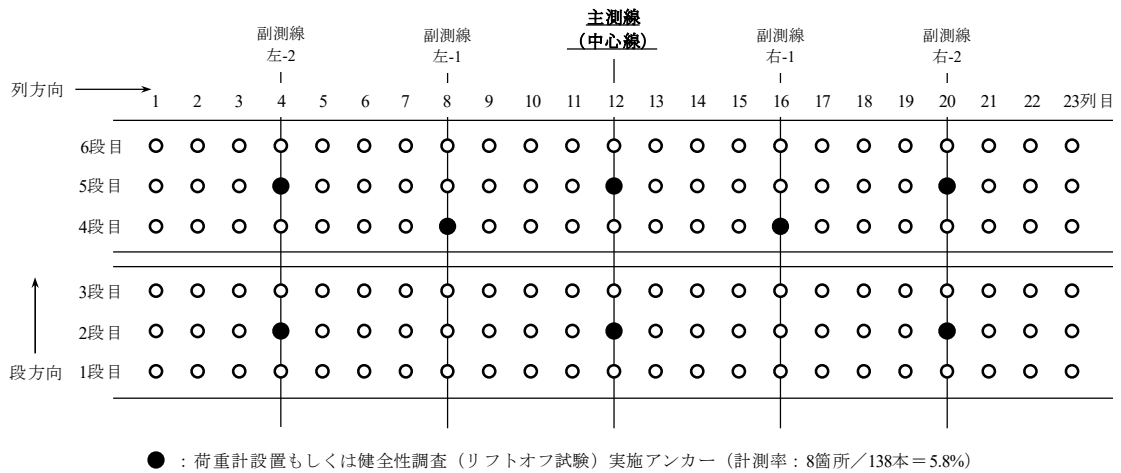 主測線
(中心線)
副測線
左-2
副測線
左-1
副測線
右-1
副測線
右-2
列方向
1 2 3 4 5 6 7 8 9 10 11 12 13 14 15 16 17 18 19 20 21 22 23列目
6段目
5段目
4段目
3段目
2段目
1段目
段方向
●：荷重計設置もしくは健全性調査（リフトオフ試験）実施アンカー（計測率：8箇所／138本＝5.8%）